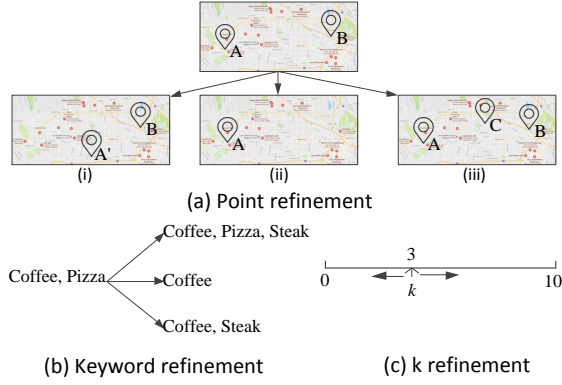 A
B
A'
B
A
A
C
B
(i)
(ii)
(iii)
(a) Point refinement
Coffee, Pizza, Steak
Coffee, Pizza
Coffee
Coffee, Steak
3
0
10
k
(b) Keyword refinement
(c) k refinement